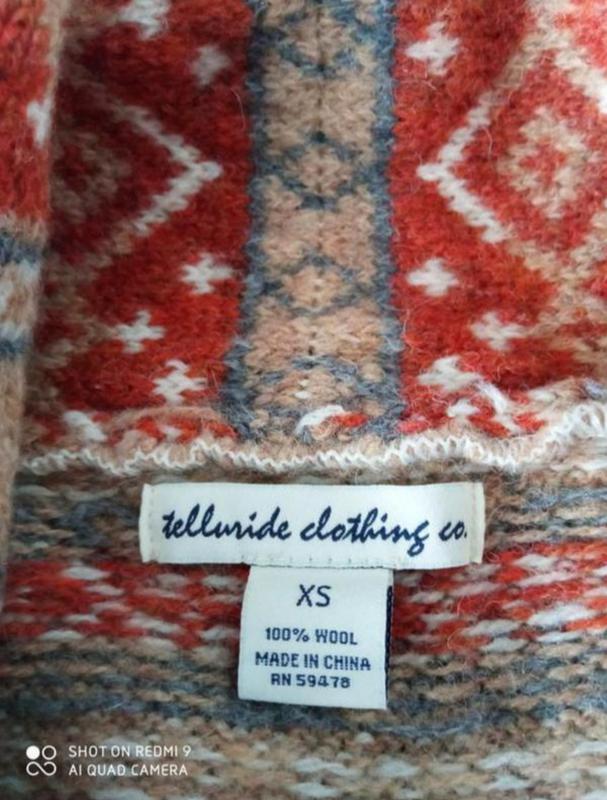 telluride clothing co.
XS
100% WOOL
MADE IN CHINA
RN 59478
SHOT ON REDMI 9
AI QUAD CAMERA